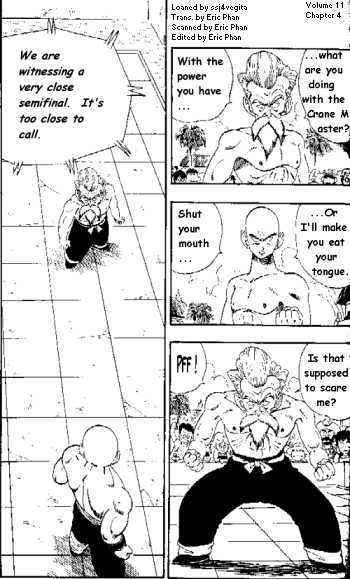 Loaned by ssj4vegita
Trans. by Eric Phan
Scanned by Eric Phan
Edited by Eric Phan
Volume 11
Chapter 4
We are
witnessing a
very close
semifinal. It's
too close to
call.
With the
power
you have
...
...what
are you
doing
with the
Crane M
aster?
Shut
your
mouth
...
...Or
I'll make
you eat
your
tongue.
PFF!
Is that
supposed
to scare
me?